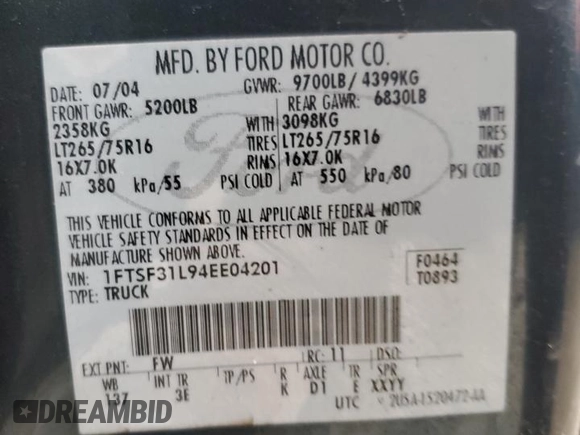 MFD. BY FORD MOTOR CO.
DATE: 07/04 GVWR: 9700LB/ 4399KG
FRONT GAWR: 5200LB REAR GAWR: 6830LB
2358KG WITH 3098KG WITH
LT265/75R16 TIRES LT265/75R16 TIRES
16X7.0K RIMS 16X7.0K RIMS
AT 380 kPa/55 PSI COLD AT 550 kPa/80 PSI COLD
Ford
THIS VEHICLE CONFORMS TO ALL APPLICABLE FEDERAL MOTOR
VEHICLE SAFETY STANDARDS IN EFFECT ON THE DATE OF
MANUFACTURE SHOWN ABOVE.
VIN: 1FTSF31L94EE04201 F0464
TYPE: TRUCK T0893
EXT PNT: FW RC: 11 DSO:
WB INT TR TP/PS R AXLE TR SPR
137 3E K D1 E XXYY
UTC
DREAMBID